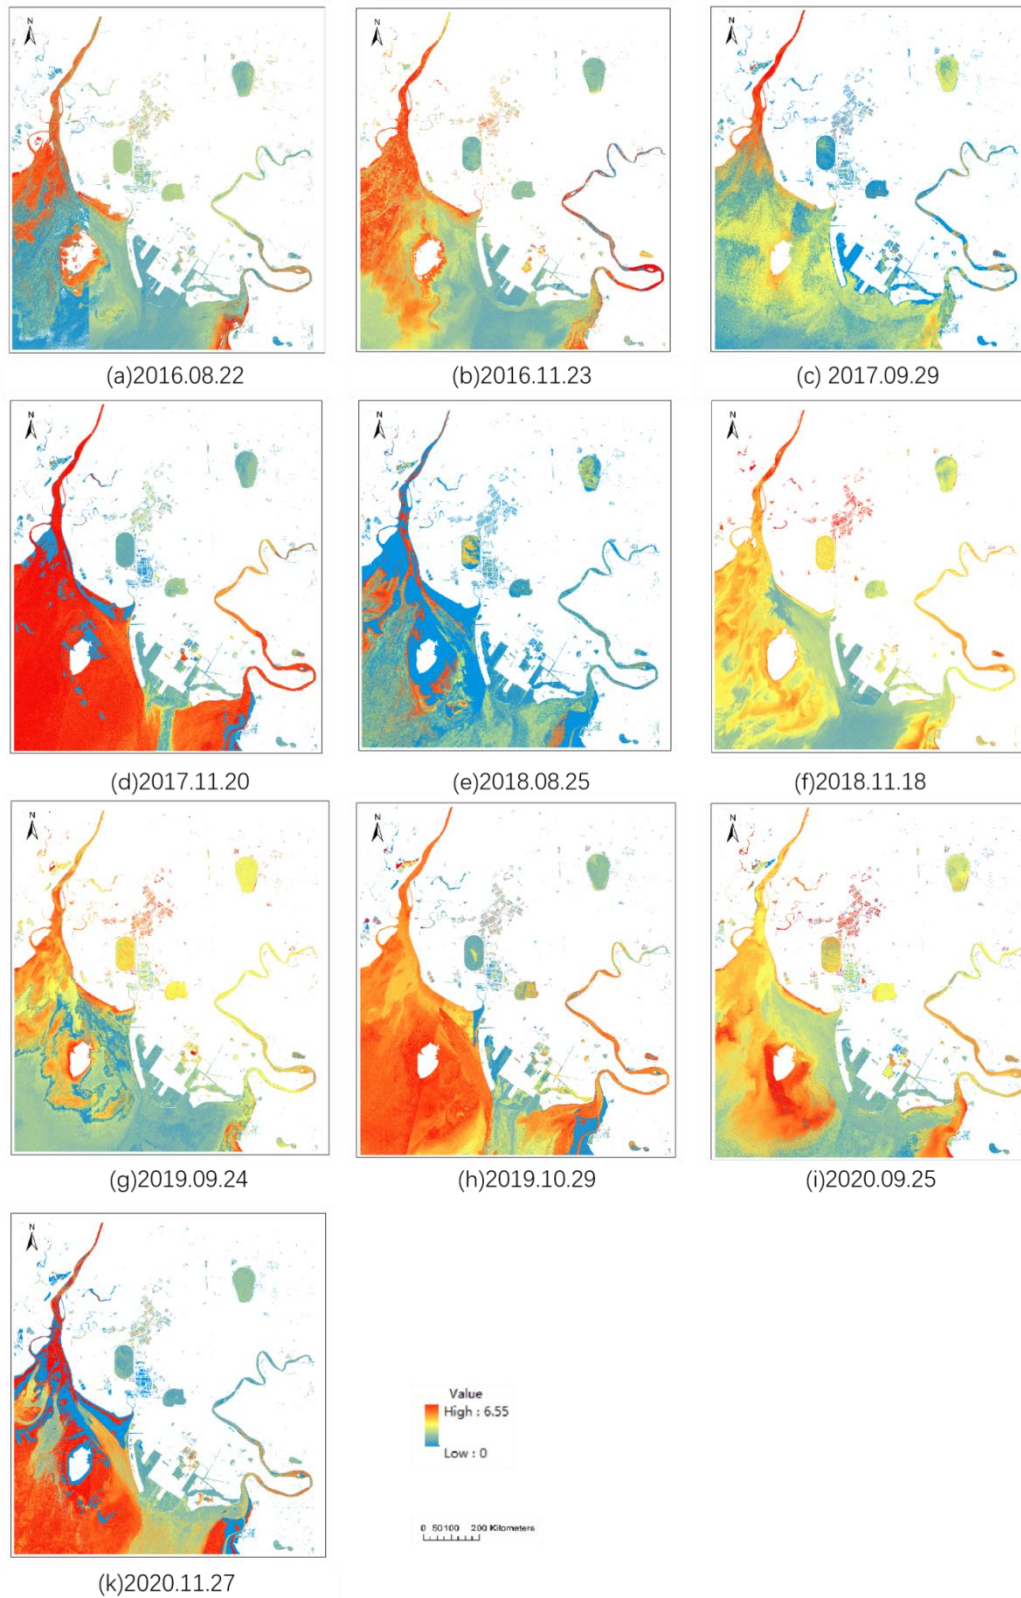 N
N
N
(a)2016.08.22
(b)2016.11.23
(c) 2017.09.29
N
N
N
(d)2017.11.20
(e)2018.08.25
(f)2018.11.18
N
N
N
(g)2019.09.24
(h)2019.10.29
(i)2020.09.25
N
Value
High : 6.55
Low : 0
0 50100 200 Kilometers
(k)2020.11.27